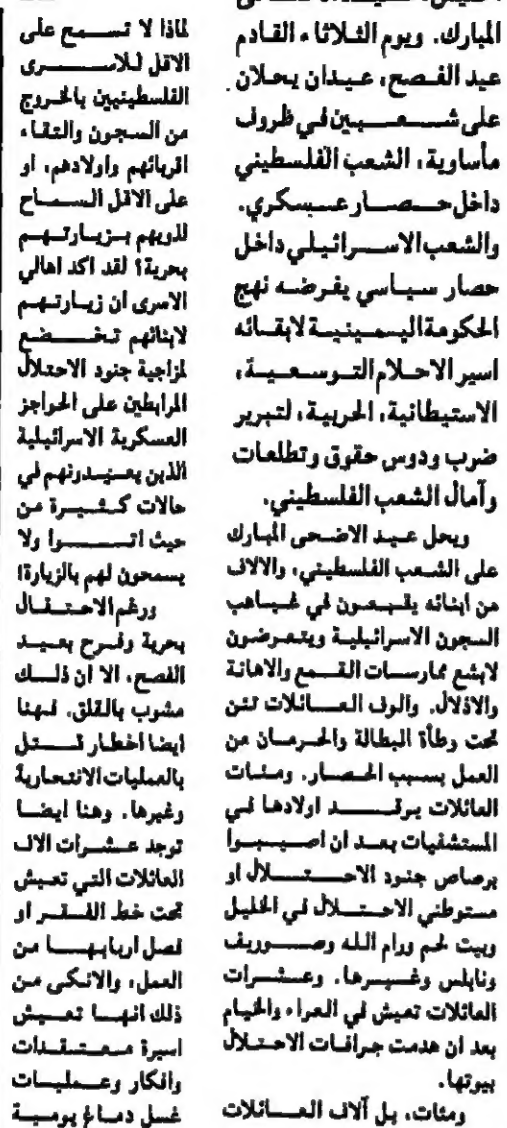 المبارك. ويوم الثلاثاء القادم
عيد الفصح، عيدان يحلان
على شعبين في ظروف
مأساوية، الشعب الفلسطيني
داخل حصار عسكري.
والشعب الاسرائيلي داخل
حصار سياسي يفرضه نهج
الحكومة اليمينية لابقائه
اسير الاحلام التوسعية،
الاستيطانية، الحربية، لتبرير
ضرب ودوس حقوق وتطلعات
وآمال الشعب الفلسطيني.
ويحل عيد الاضحى المبارك
على الشعب الفلسطيني، والالاف
من أبنائه يقبعون في غياهب
السجون الاسرائيلية ويتعرضون
لابشع ممارسات القمع والاهانة
والاذلال. والوف العائلات تئن
تحت وطأة البطالة والحرمان من
العمل بسبب الحصار. ومئات
العائلات يرقد اولادها في
المستشفيات بعد ان اصيبوا
برصاص جنود الاحتلال او
مستوطني الاحتلال في الخليل
وبيت لحم ورام الله وصوريف
ونابلس وغيرها. وعشرات
العائلات تعيش في العراء والخيام
بعد ان هدمت جرافات الاحتلال
بيوتها.
ومئات، بل آلاف العائلات
لماذا لا تسمع على
الاقل للاسرى
الفلسطينيين بالخروج
من السجون والتقاء
اقربائهم واولادهم، او
على الاقل السماح
لذويهم بزيارتهم
بحرية؟ لقد اكد اهالي
الاسرى ان زيارتهم
لابنائهم تخضع
لمزاجية جنود الاحتلال
المرابطين على الحواجز
العسكرية الاسرائيلية
الذين يعيدونهم في
حالات كثيرة من
حيث اتوا ولا
يسمحون لهم بالزيارة!
ورغم الاحتفال
بحرية وفرح بعيد
الفصح، الا ان ذلك
مشوب بالقلق. فهنا
ايضا أخطار قتل
بالعمليات الانتحارية
وغيرها. وهنا ايضا
توجد عشرات الاف
العائلات التي تعيش
تحت خط الفقر او
فصل اربابها من
العمل، والانكى من
ذلك انها تعيش
اسيرة معتقدات
وافكار وعمليات
غسل دماغ يومية